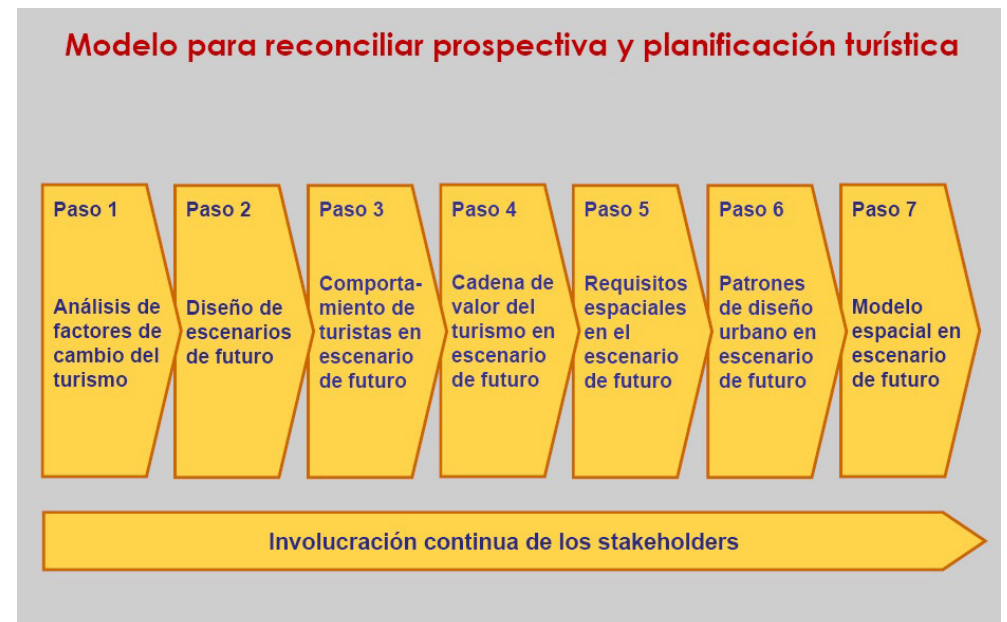 Modelo para reconciliar prospectiva y planificación turística
Paso 1
Análisis de
factores de
cambio del
turismo
Paso 2
Diseño de
escenarios
de futuro
Paso 3
Comporta-
miento de
turistas en
escenario
de futuro
Paso 4
Cadena de
valor del
turismo en
escenario
de futuro
Paso 5
Requisitos
espaciales
en el
escenario
de futuro
Paso 6
Patrones
de diseño
urbano en
escenario
de futuro
Paso 7
Modelo
espacial en
escenario
de futuro
Involucración continua de los stakeholders